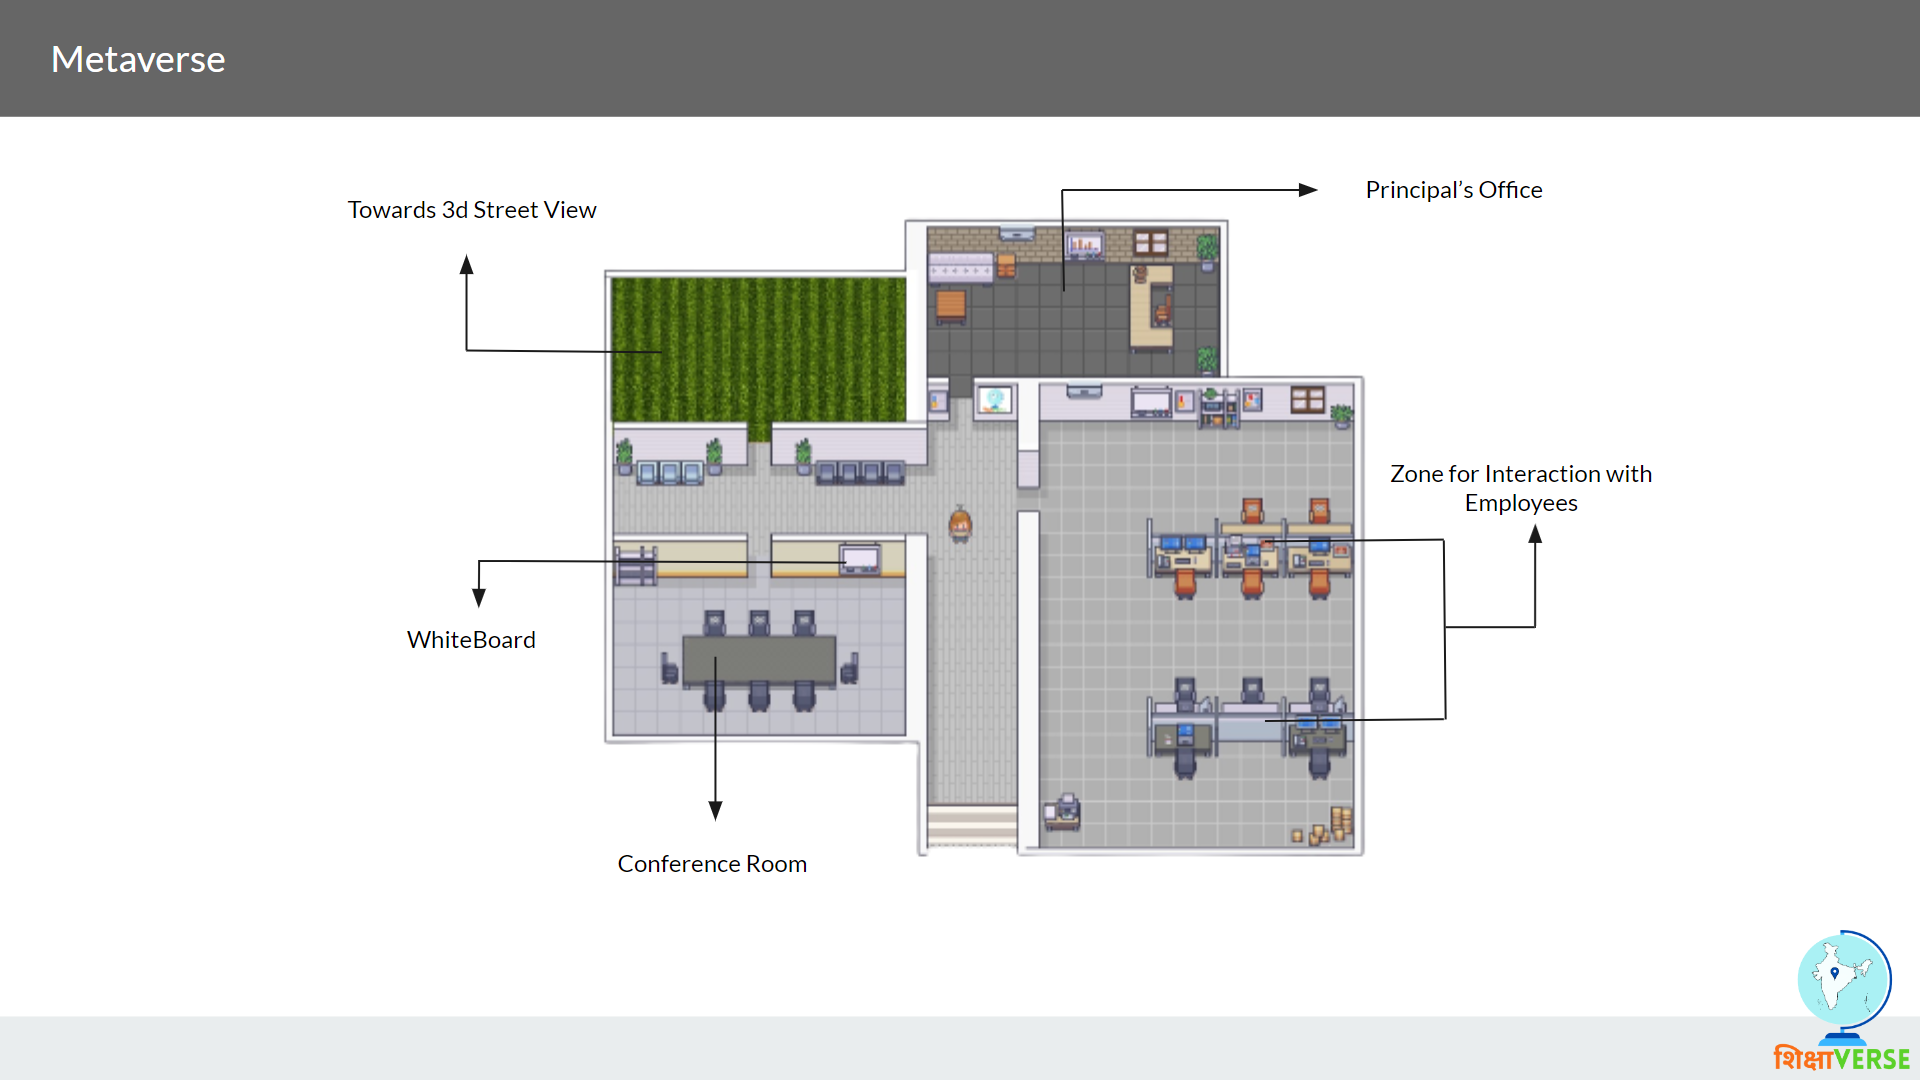 Metaverse
Towards 3d Street View
Principal’s Office
Zone for Interaction with
Employees
WhiteBoard
Conference Room
शिक्षाVERSE